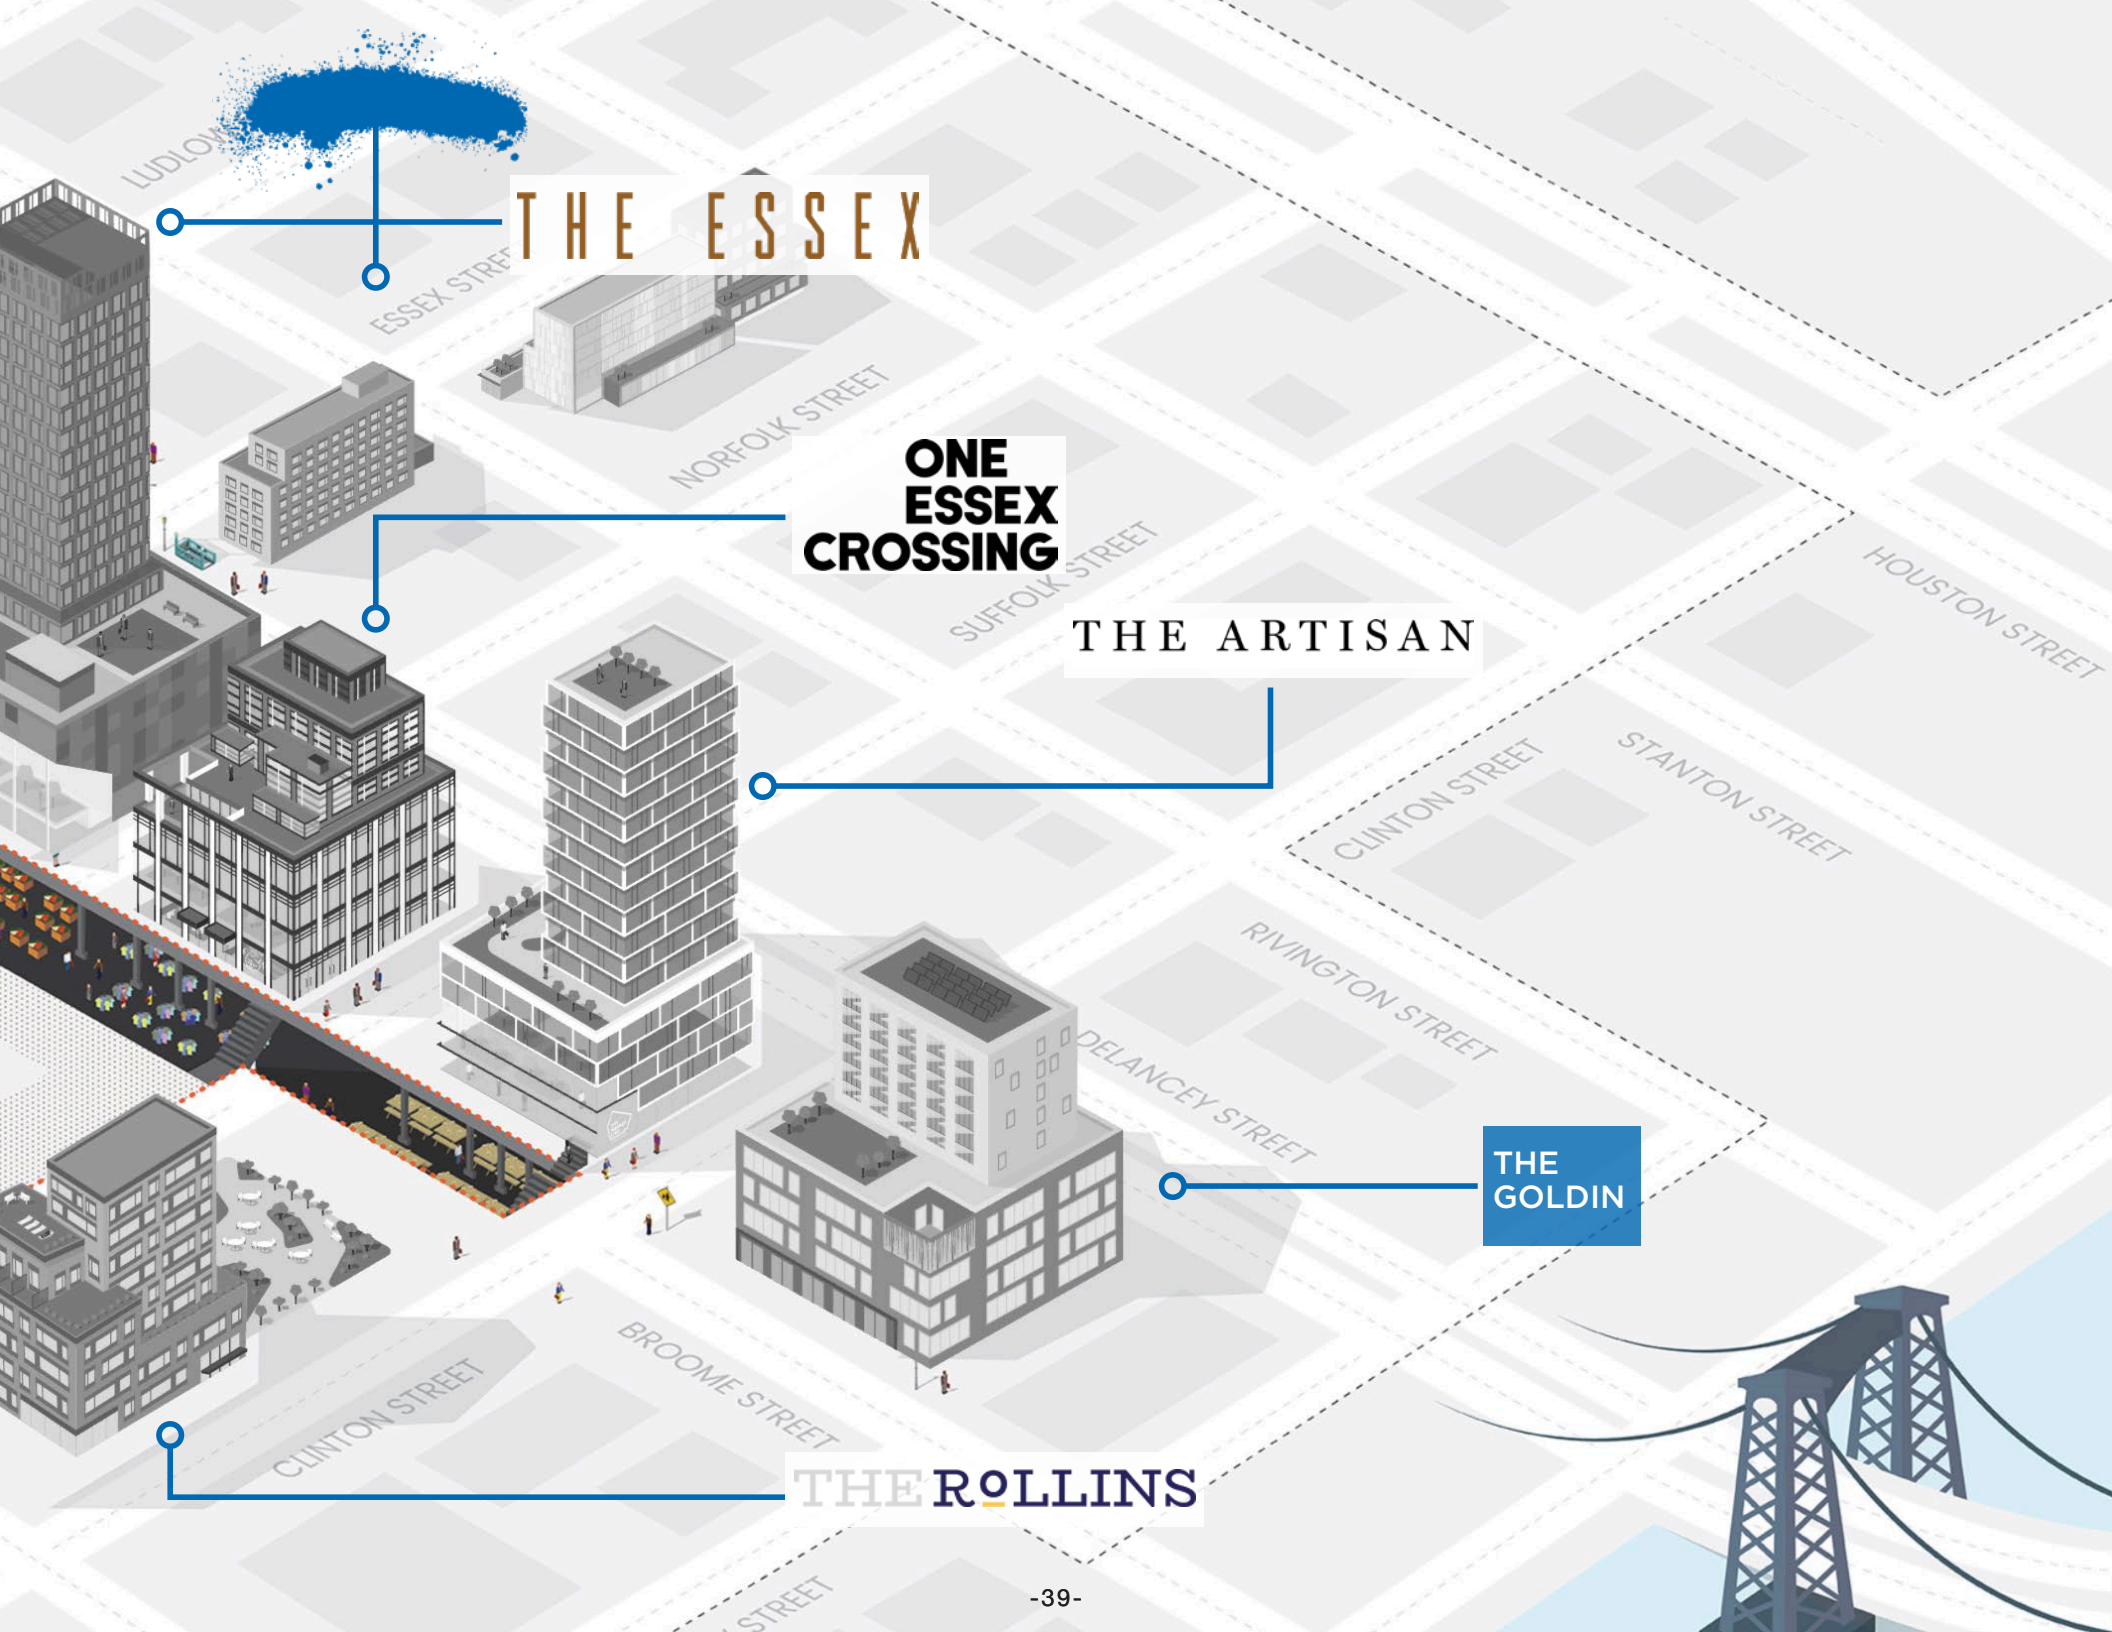 LUDLOW
THE ESSEX
ESSEX STREE
NORFOLK STREET
ONE
ESSEX
CROSSING
SUFFOLK STREET
HOUSTON STREET
THE ARTISAN
CLINTON STREET
STANTON STREET
RIVINGTON STREET
DELANCEY STREET
THE
GOLDIN
BROOME STREET
CLINTON STREET
THE ROLLINS
STREET
-39-